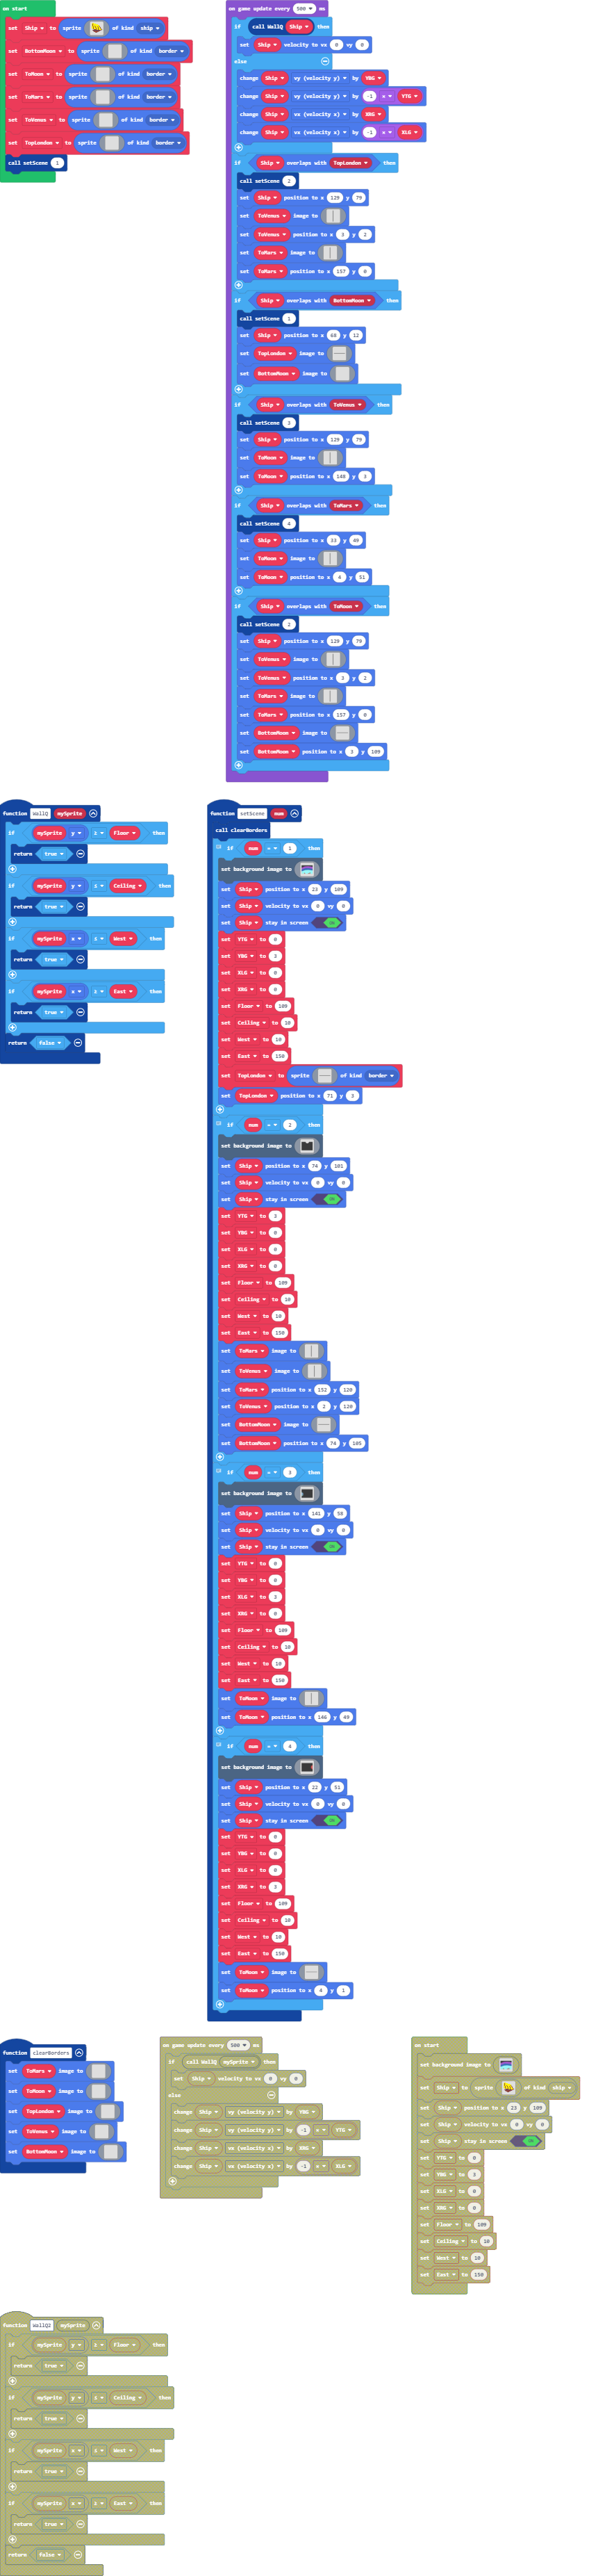 on start
set Ship to sprite of kind skip
set BottomMoon to sprite of kind border
set ToMoon to sprite of kind border
set ToMars to sprite of kind border
set ToVenus to sprite of kind border
set TopLondon to sprite of kind border
call setScene 1
on game update every 500 ms
if call WallQ Ship then
set Ship velocity to vx 0 vy 0
else
change Ship vy (velocity y) by YBG
change Ship vy (velocity y) by -1 x YTG
change Ship vx (velocity x) by XRG
change Ship vx (velocity x) by -1 x XLG
if Ship overlaps with TopLondon then
call setScene 2
set Ship position to x 129 y 79
set ToVenus image to
set ToVenus position to x 3 y 2
set ToMars image to
set ToMars position to x 157 y 0
if Ship overlaps with BottomMoon then
call setScene 1
set Ship position to x 68 y 12
set TopLondon image to
set BottomMoon image to
if Ship overlaps with ToVenus then
call setScene 3
set Ship position to x 129 y 79
set ToMoon image to
set ToMoon position to x 148 y 3
if Ship overlaps with ToMars then
call setScene 4
set Ship position to x 33 y 49
set ToMoon image to
set ToMoon position to x 4 y 51
if Ship overlaps with ToMoon then
call setScene 2
set Ship position to x 129 y 79
set ToVenus image to
set ToVenus position to x 3 y 2
set ToMars image to
set ToMars position to x 157 y 0
set BottomMoon image to
set BottomMoon position to x 3 y 109
function WallQ mySprite
if mySprite y ≥ Floor then
return true
if mySprite y ≤ Ceiling then
return true
if mySprite x ≤ West then
return true
if mySprite x ≥ East then
return true
return false
function setScene num
call clearBorders
if num = 1 then
set background image to
set Ship position to x 23 y 109
set Ship velocity to vx 0 vy 0
set Ship stay in screen ON
set YTG to 0
set YBG to 3
set XLG to 0
set XRG to 0
set Floor to 109
set Ceiling to 10
set West to 10
set East to 150
set TopLondon to sprite of kind border
set TopLondon position to x 71 y 3
if num = 2 then
set background image to
set Ship position to x 74 y 101
set Ship velocity to vx 0 vy 0
set Ship stay in screen ON
set YTG to 3
set YBG to 0
set XLG to 0
set XRG to 0
set Floor to 109
set Ceiling to 10
set West to 10
set East to 150
set ToMars image to
set ToVenus image to
set ToMars position to x 152 y 120
set ToVenus position to x 2 y 120
set BottomMoon image to
set BottomMoon position to x 74 y 105
if num = 3 then
set background image to
set Ship position to x 141 y 58
set Ship velocity to vx 0 vy 0
set Ship stay in screen ON
set YTG to 0
set YBG to 0
set XLG to 3
set XRG to 0
set Floor to 109
set Ceiling to 10
set West to 10
set East to 150
set ToMoon image to
set ToMoon position to x 146 y 49
if num = 4 then
set background image to
set Ship position to x 22 y 51
set Ship velocity to vx 0 vy 0
set Ship stay in screen ON
set YTG to 0
set YBG to 0
set XLG to 0
set XRG to 3
set Floor to 109
set Ceiling to 10
set West to 10
set East to 150
set ToMoon image to
set ToMoon position to x 4 y 1
function clearBorders
set ToMars image to
set ToMoon image to
set TopLondon image to
set ToVenus image to
set BottomMoon image to
on game update every 500 ms
if call WallQ mySprite then
set Ship velocity to vx 0 vy 0
else
change Ship vy (velocity y) by YBG
change Ship vy (velocity y) by -1 x YTG
change Ship vx (velocity x) by XRG
change Ship vx (velocity x) by -1 x XLG
on start
set background image to
set Ship to sprite of kind ship
set Ship position to x 23 y 109
set Ship velocity to vx 0 vy 0
set Ship stay in screen ON
set YTG to 0
set YBG to 3
set XLG to 0
set XRG to 0
set Floor to 109
set Ceiling to 10
set West to 10
set East to 150
function WallQ2 mySprite
if mySprite y ≥ Floor then
return true
if mySprite y ≤ Ceiling then
return true
if mySprite x ≤ West then
return true
if mySprite x ≥ East then
return true
return false